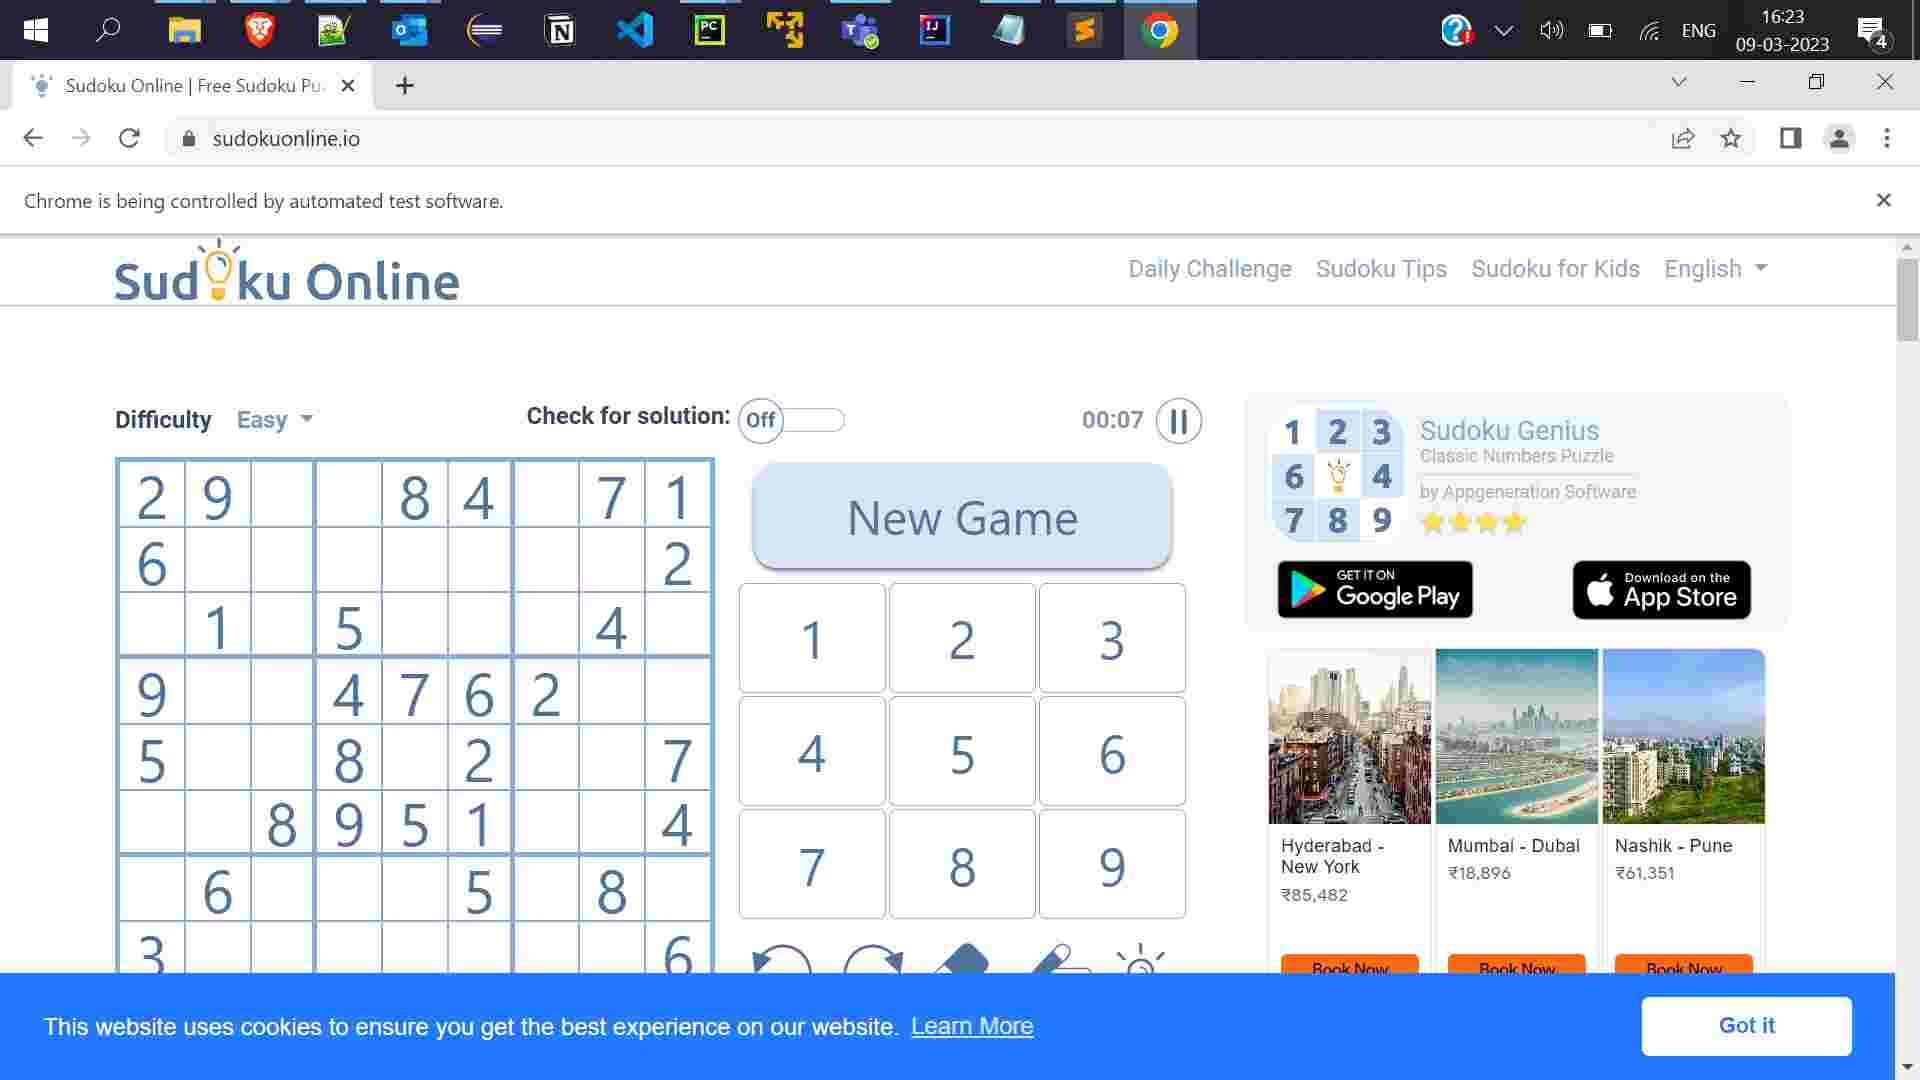 ENG
16:23
09-03-2023
4
Sudoku Online | Free Sudoku Pu
sudokuonline.io
Chrome is being controlled by automated test software.
Sudoku Online
Daily Challenge Sudoku Tips Sudoku for Kids English
Difficulty Easy Check for solution: Off 00:07
2 9 8 4 7 1
6 2
1 5 4
9 4 7 6 2
5 8 2 7
8 9 5 1 4
6 5 8
3 6
New Game
1 2 3
4 5 6
7 8 9
1 2 3
6 4
7 8 9
Sudoku Genius
Classic Numbers Puzzle
by Appgeneration Software
GET IT ON
Google Play
Download on the
App Store
Hyderabad -
New York
₹85,482
Book Now
Mumbai - Dubai
₹18,896
Book Now
Nashik - Pune
₹61,351
Book Now
This website uses cookies to ensure you get the best experience on our website. Learn More
Got it